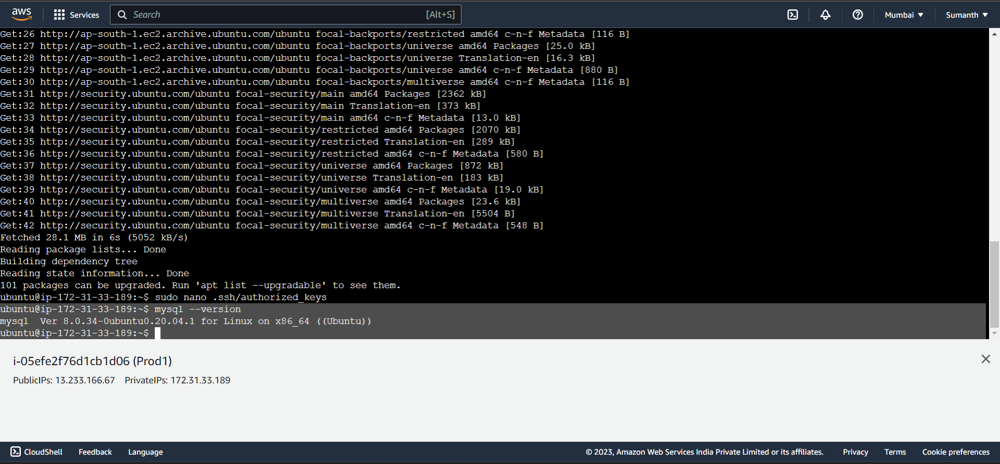 aws Services Search [Alt+S] Mumbai ▼ Sumanth ▼
Get:26 http://ap-south-1.ec2.archive.ubuntu.com/ubuntu focal-backports/restricted amd64 c-n-f Metadata [116 B]
Get:27 http://ap-south-1.ec2.archive.ubuntu.com/ubuntu focal-backports/universe amd64 Packages [25.0 kB]
Get:28 http://ap-south-1.ec2.archive.ubuntu.com/ubuntu focal-backports/universe Translation-en [16.3 kB]
Get:29 http://ap-south-1.ec2.archive.ubuntu.com/ubuntu focal-backports/universe amd64 c-n-f Metadata [880 B]
Get:30 http://ap-south-1.ec2.archive.ubuntu.com/ubuntu focal-backports/multiverse amd64 c-n-f Metadata [116 B]
Get:31 http://security.ubuntu.com/ubuntu focal-security/main amd64 Packages [2362 kB]
Get:32 http://security.ubuntu.com/ubuntu focal-security/main Translation-en [373 kB]
Get:33 http://security.ubuntu.com/ubuntu focal-security/main amd64 c-n-f Metadata [13.0 kB]
Get:34 http://security.ubuntu.com/ubuntu focal-security/restricted amd64 Packages [2070 kB]
Get:35 http://security.ubuntu.com/ubuntu focal-security/restricted Translation-en [289 kB]
Get:36 http://security.ubuntu.com/ubuntu focal-security/restricted amd64 c-n-f Metadata [580 B]
Get:37 http://security.ubuntu.com/ubuntu focal-security/universe amd64 Packages [872 kB]
Get:38 http://security.ubuntu.com/ubuntu focal-security/universe Translation-en [183 kB]
Get:39 http://security.ubuntu.com/ubuntu focal-security/universe amd64 c-n-f Metadata [19.0 kB]
Get:40 http://security.ubuntu.com/ubuntu focal-security/multiverse amd64 Packages [23.6 kB]
Get:41 http://security.ubuntu.com/ubuntu focal-security/multiverse Translation-en [5504 B]
Get:42 http://security.ubuntu.com/ubuntu focal-security/multiverse amd64 c-n-f Metadata [548 B]
Fetched 28.1 MB in 6s (5052 kB/s)
Reading package lists... Done
Building dependency tree
Reading state information... Done
101 packages can be upgraded. Run 'apt list --upgradable' to see them.
ubuntu@ip-172-31-33-189:~$ sudo nano .ssh/authorized_keys
ubuntu@ip-172-31-33-189:~$ mysql --version
mysql  Ver 8.0.34-0ubuntu0.20.04.1 for Linux on x86_64 ((Ubuntu))
ubuntu@ip-172-31-33-189:~$
i-05efe2f76d1cb1d06 (Prod1)
PublicIPs: 13.233.166.67 PrivateIPs: 172.31.33.189
CloudShell Feedback Language © 2023, Amazon Web Services India Private Limited or its affiliates. Privacy Terms Cookie preferences